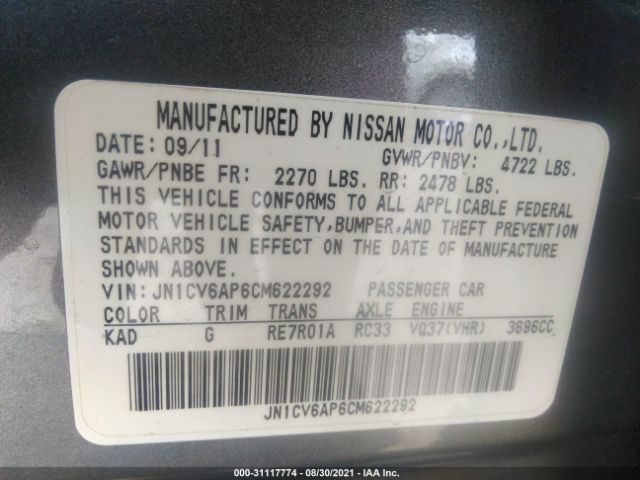 MANUFACTURED BY NISSAN MOTOR CO.,LTD.
DATE: 09/11 GVWR/PNBV: 4722 LBS.
GAWR/PNBE FR: 2270 LBS. RR: 2478 LBS.
THIS VEHICLE CONFORMS TO ALL APPLICABLE FEDERAL
MOTOR VEHICLE SAFETY,BUMPER,AND THEFT PREVENTION
STANDARDS IN EFFECT ON THE DATE OF MANUFACTURE
SHOWN ABOVE.
VIN: JN1CV6AP6CM622292 PASSENGER CAR
COLOR TRIM TRANS AXLE ENGINE
KAD G RE7R01A RC33 VQ37(VHR) 3696CC
JN1CV6AP6CM622292
000-31117774 - 08/30/2021 - IAA Inc.